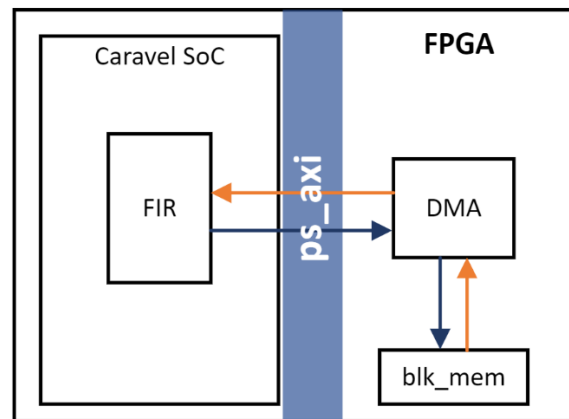 Caravel SoC
FPGA
FIR
ps_axi
DMA
blk_mem